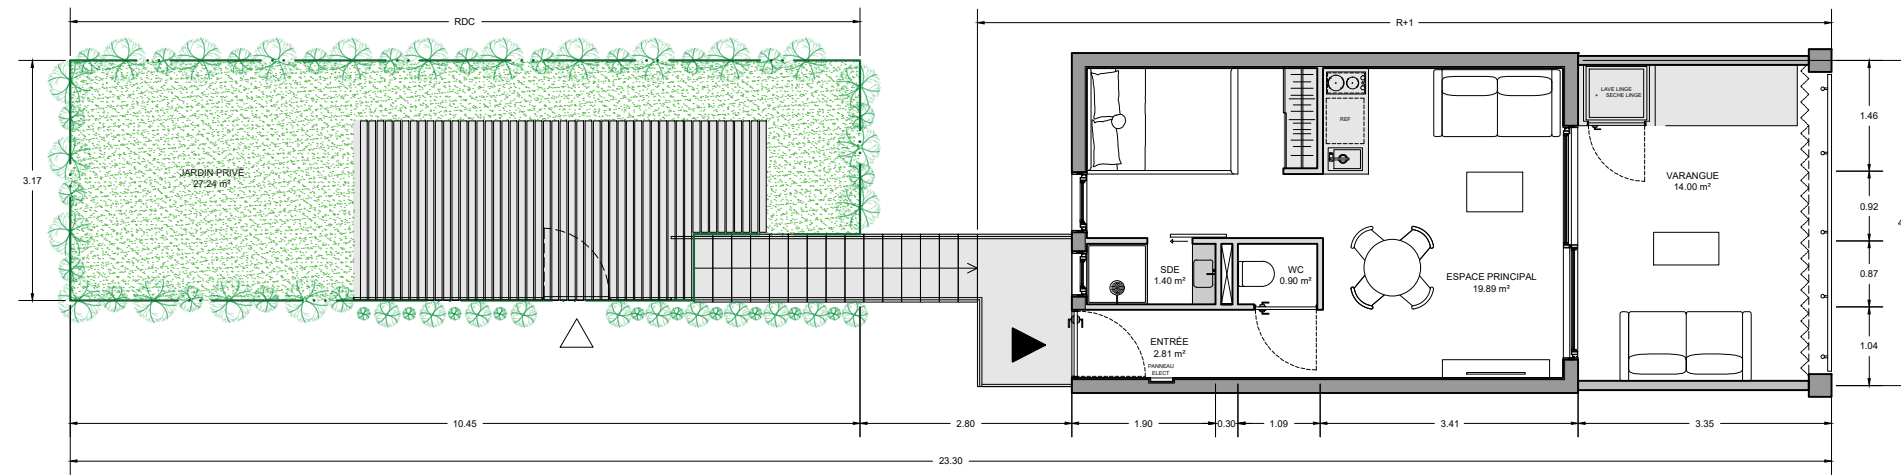 RDC
R+1
LAVE LINGE
+ SECHE LINGE
REF
1.46
JARDIN PRIVÉ
27.24 m²
3.17
VARANGUE
14.00 m²
0.92
SDE
1.40 m²
WC
0.90 m²
ESPACE PRINCIPAL
19.89 m²
0.87
ENTRÉE
2.81 m²
PANNEAU
ELECT
1.04
10.45
2.80
1.90
0.30
1.09
3.41
3.35
23.30